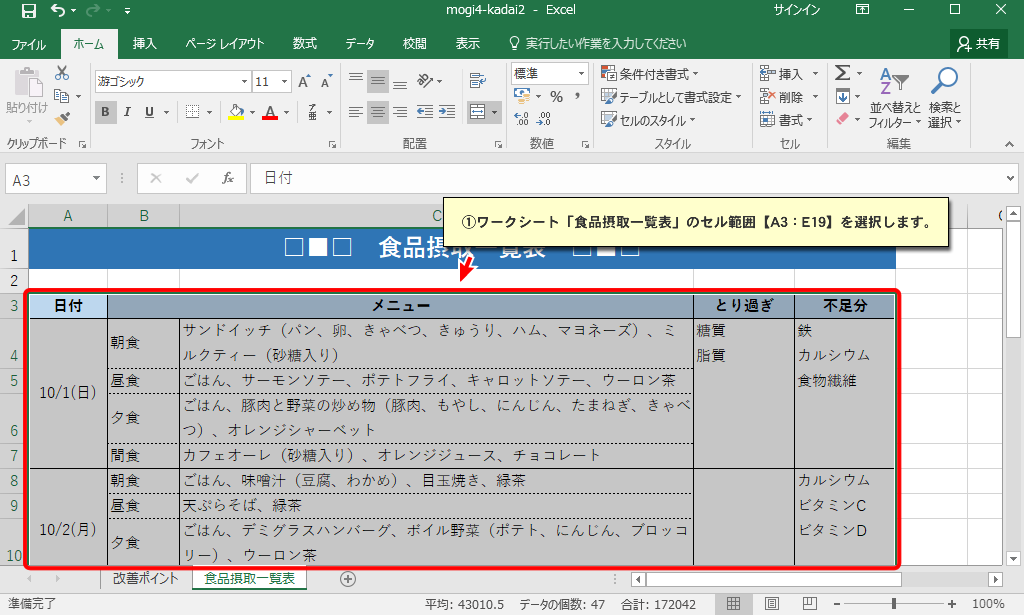 mogi4-kadai2 - Excel
サインイン
ファイル ホーム 挿入 ページ レイアウト 数式 データ 校閲 表示 実行したい作業を入力してください 共有
貼り付け
游ゴシック 11 A A
B I U A
標準
% ,
条件付き書式
テーブルとして書式設定
セルのスタイル
挿入
削除
書式
並べ替えと
フィルター
検索と
選択
クリップボード フォント 配置 数値 スタイル セル 編集
A3 fx 日付
A B C
①ワークシート「食品摂取一覧表」のセル範囲【A3：E19】を選択します。
1 □■□ 食品摂取一覧表 □■□
2
3 日付 メニュー とり過ぎ 不足分
4 朝食 サンドイッチ（パン、卵、きゃべつ、きゅうり、ハム、マヨネーズ）、ミ
ルクティー（砂糖入り）
糖質
脂質
鉄
カルシウム
食物繊維
10/1(日)
5 昼食 ごはん、サーモンソテー、ポテトフライ、キャロットソテー、ウーロン茶
6 夕食 ごはん、豚肉と野菜の炒め物（豚肉、もやし、にんじん、たまねぎ、きゃべ
つ）、オレンジシャーベット
7 間食 カフェオーレ（砂糖入り）、オレンジジュース、チョコレート
8 朝食 ごはん、味噌汁（豆腐、わかめ）、目玉焼き、緑茶 カルシウム
9 昼食 天ぷらそば、緑茶 ビタミンC
10/2(月)
10 夕食 ごはん、デミグラスハンバーグ、ボイル野菜（ポテト、にんじん、ブロッコ ビタミンD
リー）、ウーロン茶
改善ポイント 食品摂取一覧表
準備完了 平均: 43010.5 データの個数: 47 合計: 172042 100%